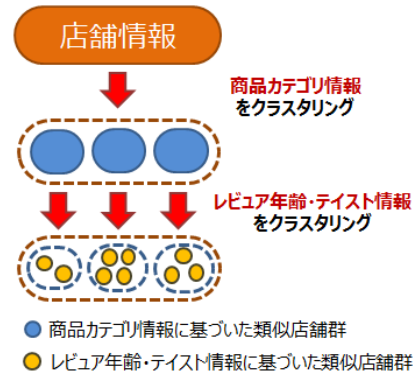 店舗情報
商品カテゴリ情報
をクラスタリング
レビュア年齢・テイスト情報
をクラスタリング
商品カテゴリ情報に基づいた類似店舗群
レビュア年齢・テイスト情報に基づいた類似店舗群